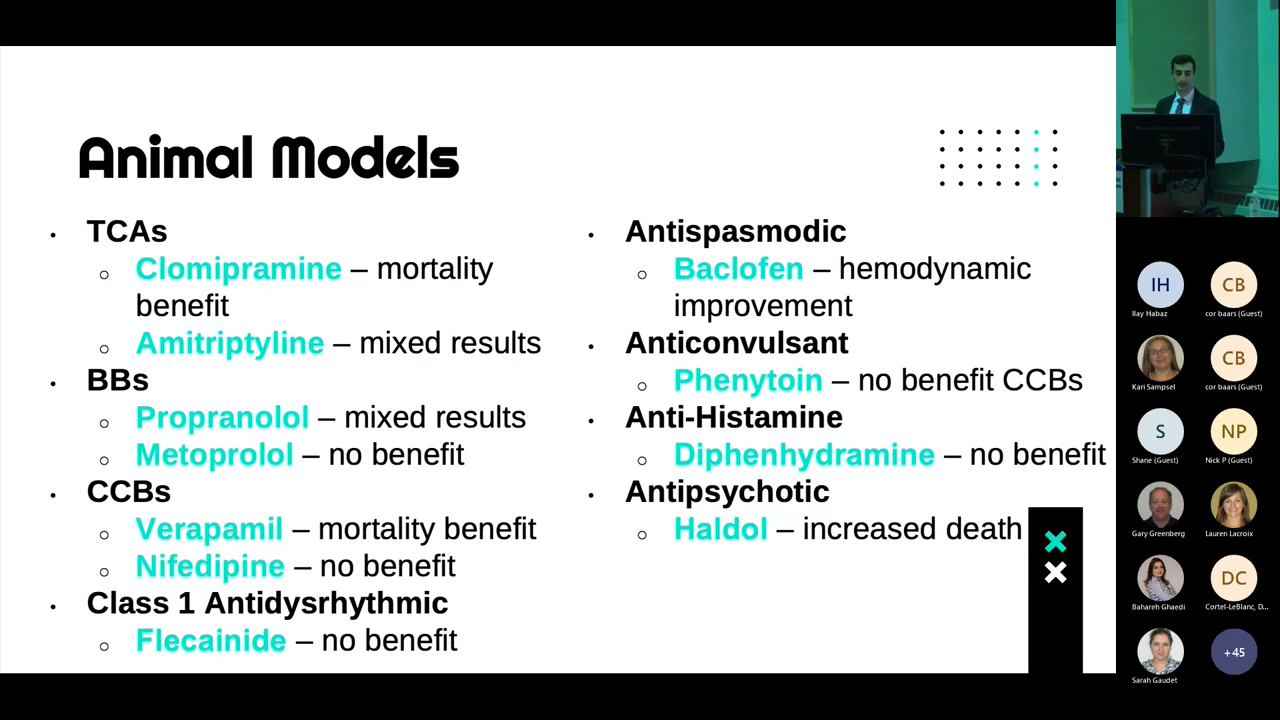 Animal Models
• TCAs
○ Clomipramine – mortality
benefit
○ Amitriptyline – mixed results
• BBs
○ Propranolol – mixed results
○ Metoprolol – no benefit
• CCBs
○ Verapamil – mortality benefit
○ Nifedipine – no benefit
• Class 1 Antidysrhythmic
○ Flecainide – no benefit
• Antispasmodic
○ Baclofen – hemodynamic
improvement
• Anticonvulsant
○ Phenytoin – no benefit CCBs
• Anti-Histamine
○ Diphenhydramine – no benefit
• Antipsychotic
○ Haldol – increased death
IH
Ilay Habaz
CB
cor baars (Guest)
Kari Sampsel
CB
cor baars (Guest)
S
Shane (Guest)
NP
Nick P (Guest)
Gary Greenberg
Lauren Lacroix
Bahareh Ghaedi
DC
Cortel-LeBlanc, D...
Sarah Gaudet
+45